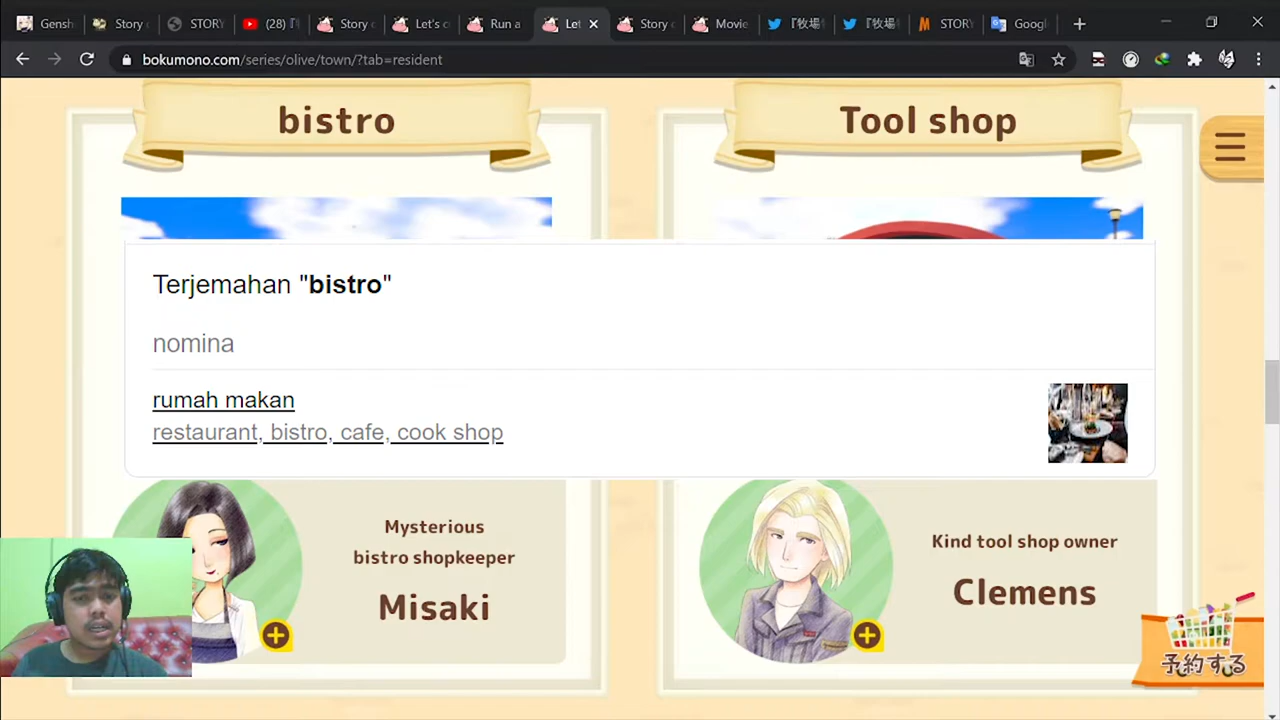 Gensh
Story
STORY
(28)『
Story
Let's c
Run a
Let
Story
Movie
『牧場
『牧場
STORY
Googl
bokumono.com/series/olive/town/?tab=resident
bistro
Tool shop
Terjemahan "bistro"
nomina
rumah makan
restaurant, bistro, cafe, cook shop
Mysterious
bistro shopkeeper
Misaki
Kind tool shop owner
Clemens
予約する